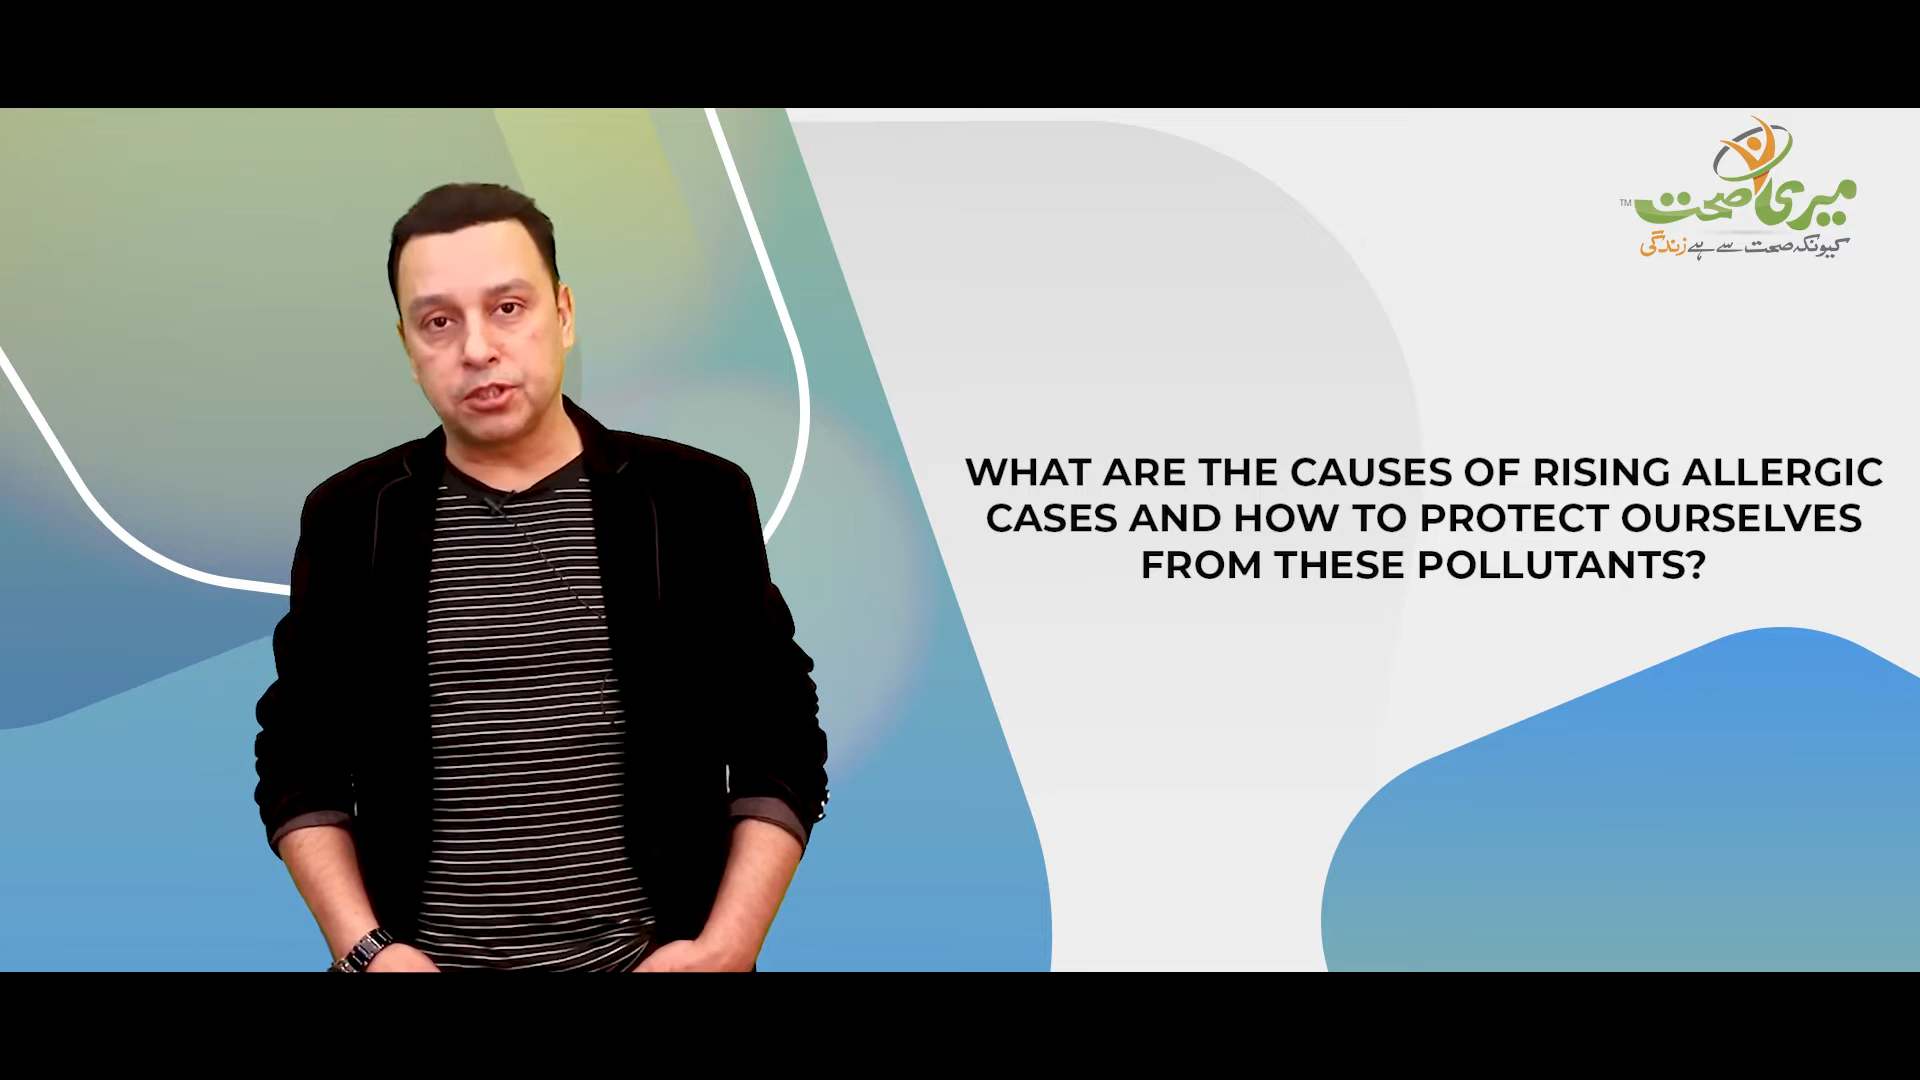 میری صحت
TM
کیونکہ صحت سے ہے زندگی
WHAT ARE THE CAUSES OF RISING ALLERGIC
CASES AND HOW TO PROTECT OURSELVES
FROM THESE POLLUTANTS?